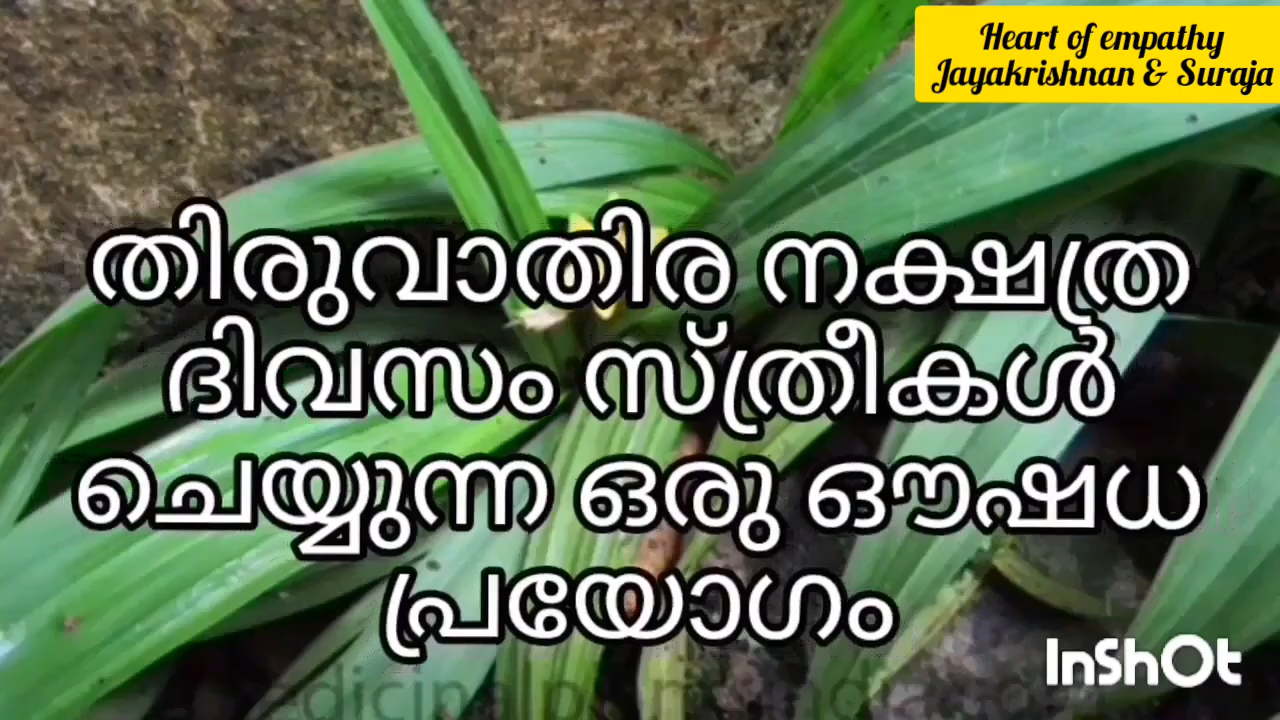 Heart of empathy
Jayakrishnan & Suraja
തിരുവാതിര നക്ഷത്ര
ദിവസം സ്ത്രീകൾ
ചെയ്യുന്ന ഒരു ഔഷധ
പ്രയോഗം
InShOt